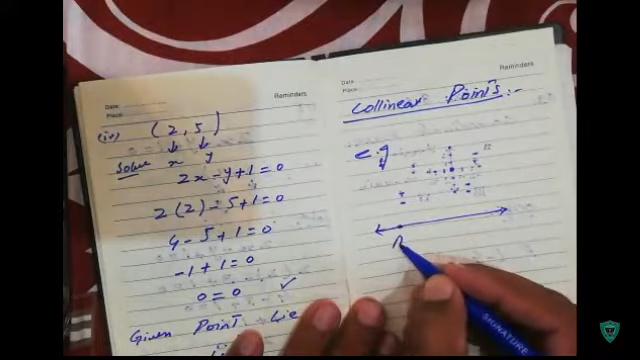 Date:
Place:
Reminders
(iv) (2, 5)
Solve x y
2x - y + 1 = 0
2(2) - 5 + 1 = 0
4 - 5 + 1 = 0
-1 + 1 = 0
0 = 0 ✓
Given Point Lie
Date:
Place:
Reminders
Collinear Points :-
e.g
SIGNATURE